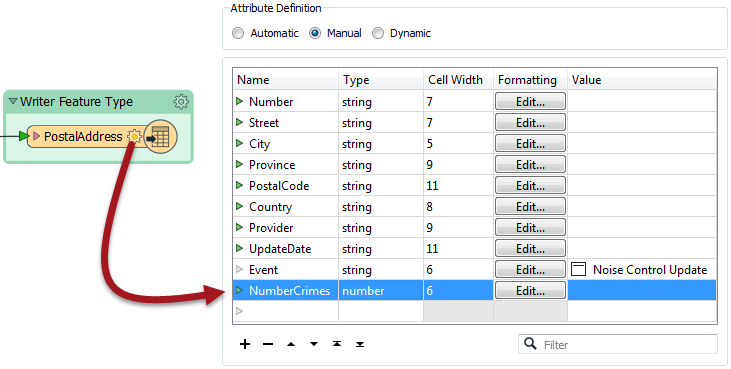 Attribute Definition
Automatic Manual Dynamic
Writer Feature Type
PostalAddress
Name Type Cell Width Formatting Value
Number string 7 Edit...
Street string 7 Edit...
City string 5 Edit...
Province string 9 Edit...
PostalCode string 11 Edit...
Country string 8 Edit...
Provider string 9 Edit...
UpdateDate string 11 Edit...
Event string 6 Edit... Noise Control Update
NumberCrimes number 6 Edit...
Filter